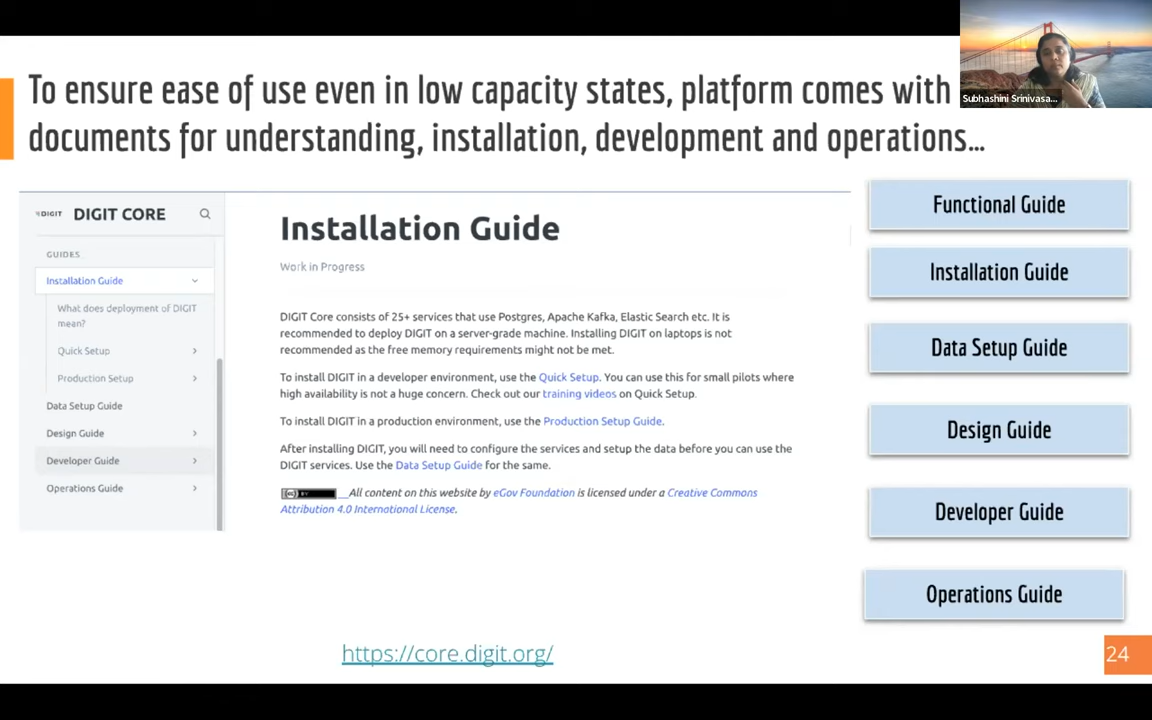 To ensure ease of use even in low capacity states, platform comes with
documents for understanding, installation, development and operations...
Subhashini Srinivasa...
DIGIT DIGIT CORE
GUIDES
Installation Guide
What does deployment of DIGIT
mean?
Quick Setup
Production Setup
Data Setup Guide
Design Guide
Developer Guide
Operations Guide
Installation Guide
Work in Progress
DIGIT Core consists of 25+ services that use Postgres, Apache Kafka, Elastic Search etc. It is
recommended to deploy DIGIT on a server-grade machine. Installing DIGIT on laptops is not
recommended as the free memory requirements might not be met.
To install DIGIT in a developer environment, use the Quick Setup. You can use this for small pilots where
high availability is not a huge concern. Check out our training videos on Quick Setup.
To install DIGIT in a production environment, use the Production Setup Guide.
After installing DIGIT, you will need to configure the services and setup the data before you can use the
DIGIT services. Use the Data Setup Guide for the same.
(cc) BY __All content on this website by eGov Foundation is licensed under a Creative Commons
Attribution 4.0 International License.
Functional Guide
Installation Guide
Data Setup Guide
Design Guide
Developer Guide
Operations Guide
https://core.digit.org/
24